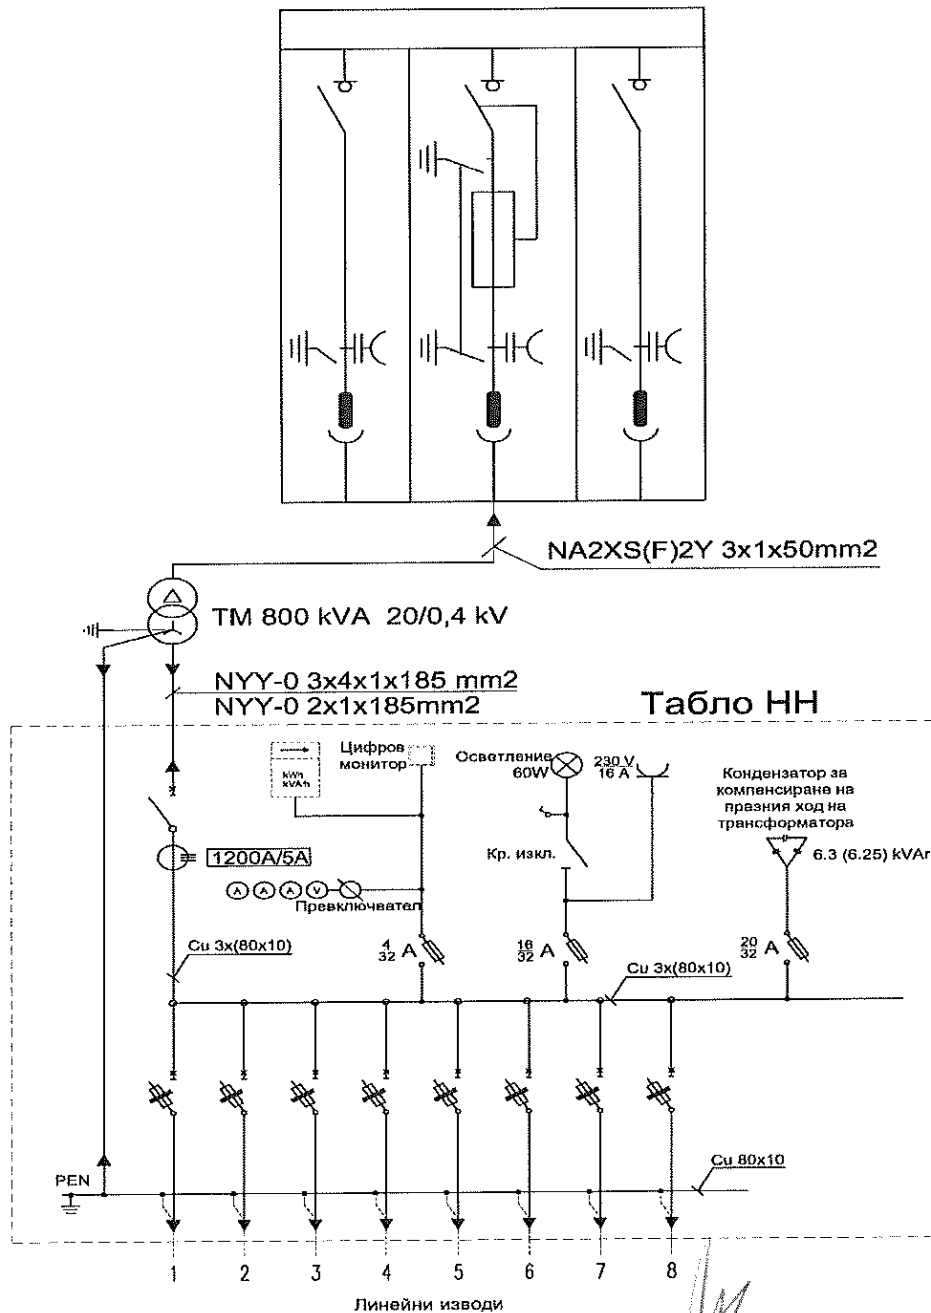 NA2XS(F)2Y 3x1x50mm2
ТМ 800 kVA 20/0,4 kV
NYY-0 3x4x1x185 mm2
NYY-0 2x1x185mm2
Табло НН
kWh
kVAh
Цифров
монитор
Осветление
60W
230 V
16 A
Кондензатор за
компенсиране на
празния ход на
трансформатора
6.3 (6.25) kVAr
Кр. изкл.
1200A/5A
A A A V
Превключвател
4
32 A
16
32 A
20
32 A
Cu 3x(80x10)
Cu 3x(80x10)
Cu 80x10
PEN
1 2 3 4 5 6 7 8
Линейни изводи